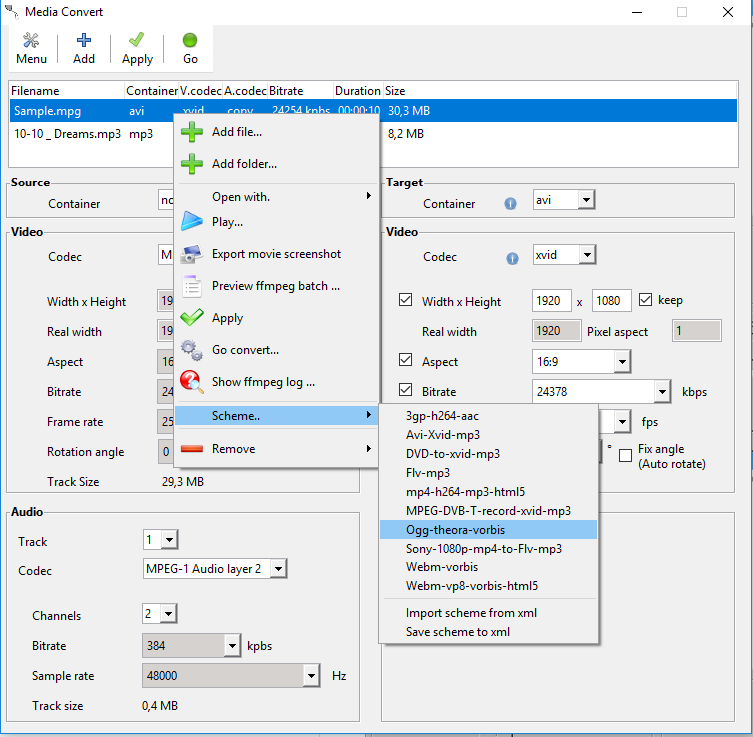 Media Convert
Menu Add Apply Go
Filename Container V.codec A.codec Bitrate Duration Size
Sample.mpg avi xvid copy 24254 kpbs 00:00:10 30,3 MB
10-10 _ Dreams.mp3 mp3 8,2 MB
Add file...
Add folder...
Open with.
Play...
Export movie screenshot
Preview ffmpeg batch ...
Apply
Go convert...
Show ffmpeg log ...
Scheme..
Remove
3gp-h264-aac
Avi-Xvid-mp3
DVD-to-xvid-mp3
Flv-mp3
mp4-h264-mp3-html5
MPEG-DVB-T-record-xvid-mp3
Ogg-theora-vorbis
Sony-1080p-mp4-to-Flv-mp3
Webm-vorbis
Webm-vp8-vorbis-html5
Import scheme from xml
Save scheme to xml
Source
Container
Video
Codec
Width x Height 19
Real width 19
Aspect 16
Bitrate 24
Frame rate 25
Rotation angle 0
Track Size 29,3 MB
Audio
Track 1
Codec MPEG-1 Audio layer 2
Channels 2
Bitrate 384 kpbs
Sample rate 48000 Hz
Track size 0,4 MB
Target
Container avi
Video
Codec xvid
Width x Height 1920 x 1080 keep
Real width 1920 Pixel aspect 1
Aspect 16:9
Bitrate 24378 kbps
fps
° Fix angle
(Auto rotate)